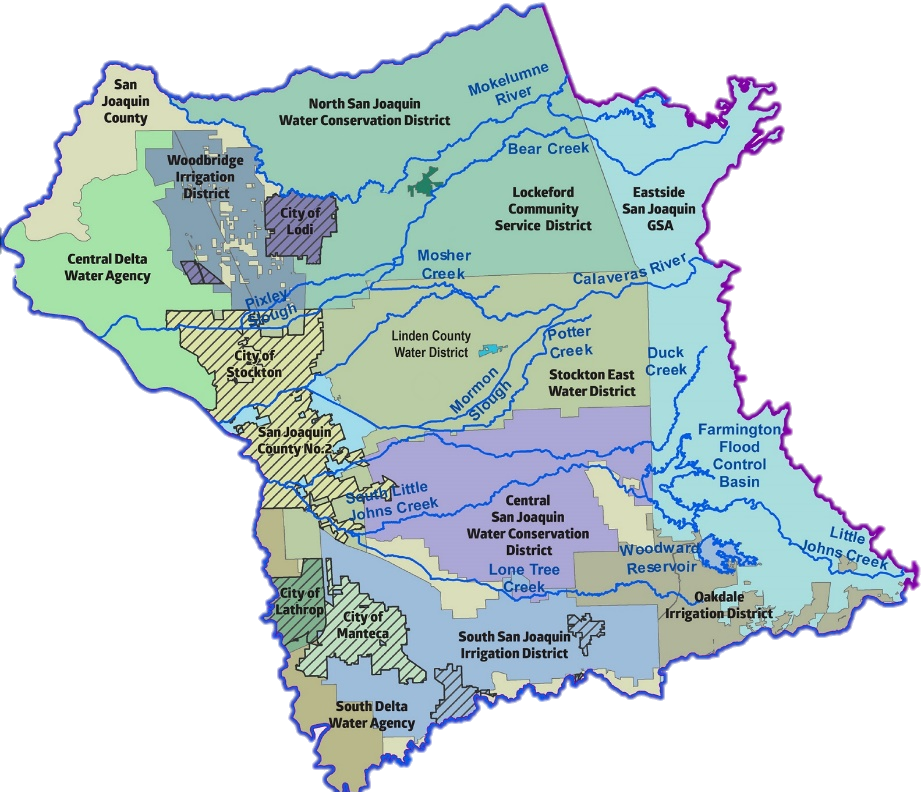 San
Joaquin
County
North San Joaquin
Water Conservation District
Mokelumne
River
Bear Creek
Woodbridge
Irrigation
District
City of
Lodi
Lockeford
Community
Service District
Eastside
San Joaquin
GSA
Central Delta
Water Agency
Mosher
Creek
Calaveras River
Pixley
Slough
Linden County
Water District
Potter
Creek
City of
Stockton
Mormon
Slough
Stockton East
Water District
Duck
Creek
San Joaquin
County No.2
Farmington
Flood
Control
Basin
South Little
Johns Creek
Central
San Joaquin
Water Conservation
District
Little
Johns Creek
Woodward
Reservoir
Lone Tree
Creek
City of
Lathrop
City of
Manteca
Oakdale
Irrigation District
South San Joaquin
Irrigation District
South Delta
Water Agency